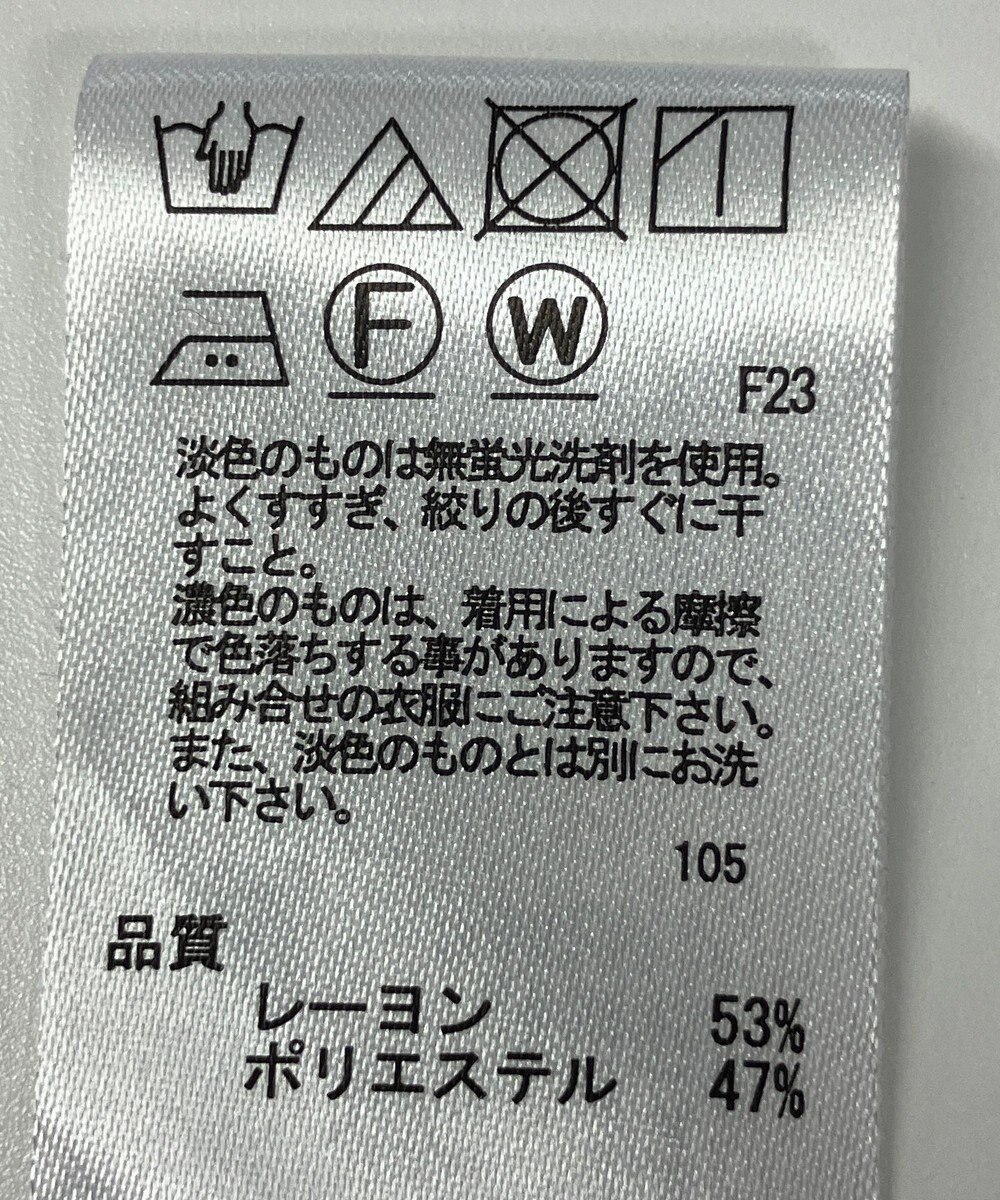 F
W
F23
淡色のものは無蛍光洗剤を使用。
よくすすぎ、絞りの後すぐに干
すこと。
濃色のものは、着用による摩擦
で色落ちする事がありますので、
組み合せの衣服にご注意下さい。
また、淡色のものとは別にお洗
い下さい。
105
品質
レーヨン 53%
ポリエステル 47%